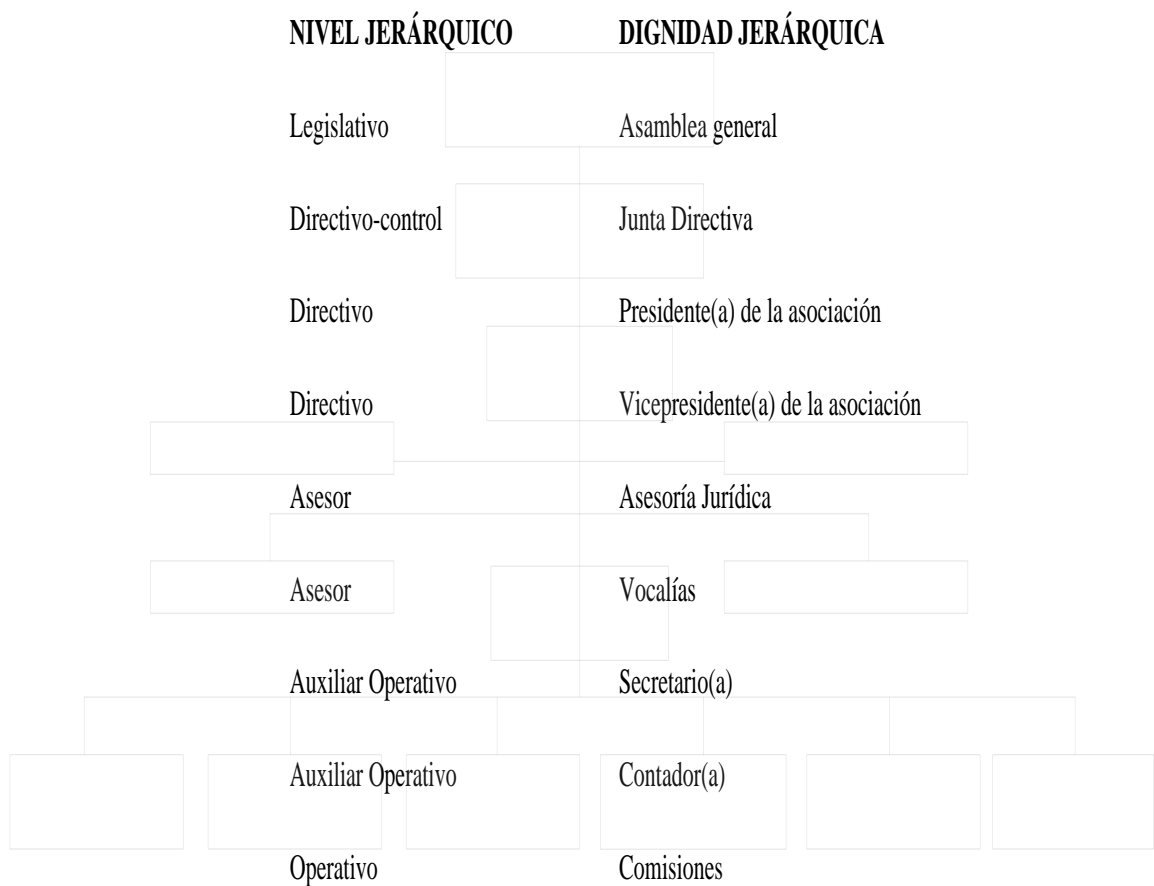 NIVEL JERÁRQUICO DIGNIDAD JERÁRQUICA
Legislativo Asamblea general
Directivo-control Junta Directiva
Directivo Presidente(a) de la asociación
Directivo Vicepresidente(a) de la asociación
Asesor Asesoría Jurídica
Asesor Vocalías
Auxiliar Operativo Secretario(a)
Auxiliar Operativo Contador(a)
Operativo Comisiones